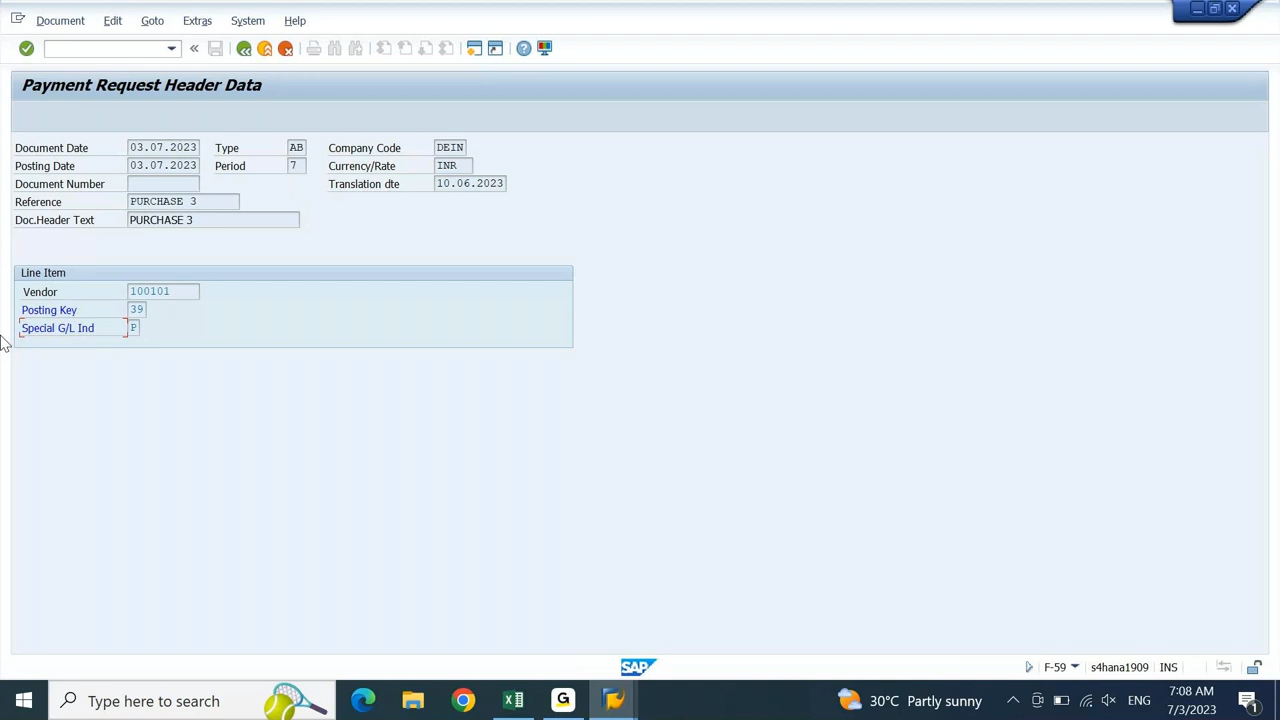 Document Edit Goto Extras System Help
Payment Request Header Data
Document Date 03.07.2023 Type AB Company Code DEIN
Posting Date 03.07.2023 Period 7 Currency/Rate INR
Document Number Translation dte 10.06.2023
Reference PURCHASE 3
Doc.Header Text PURCHASE 3
Line Item
Vendor 100101
Posting Key 39
Special G/L Ind P
SAP F-59 s4hana1909 INS
Type here to search G 30°C Partly sunny ENG 7:08 AM
7/3/2023 1